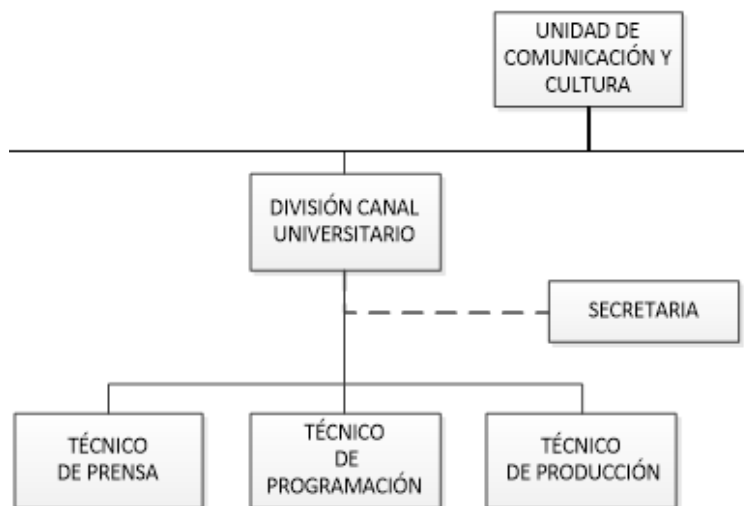 UNIDAD DE
COMUNICACIÓN Y
CULTURA
DIVISIÓN CANAL
UNIVERSITARIO
SECRETARIA
TÉCNICO
DE PRENSA
TÉCNICO
DE
PROGRAMACIÓN
TÉCNICO
DE PRODUCCIÓN